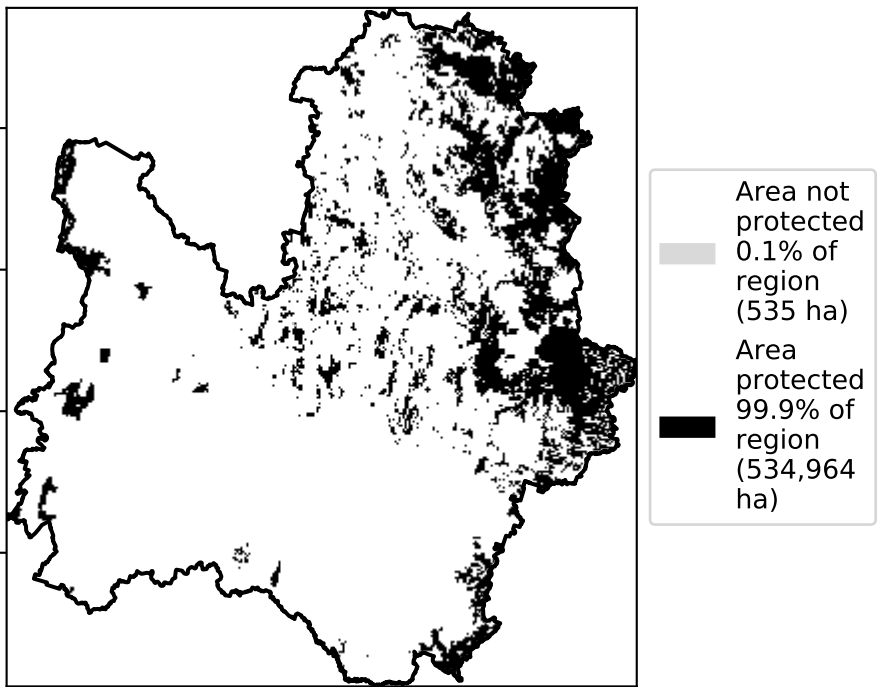 Area not
protected
0.1% of
region
(535 ha)
Area
protected
99.9% of
region
(534,964
ha)